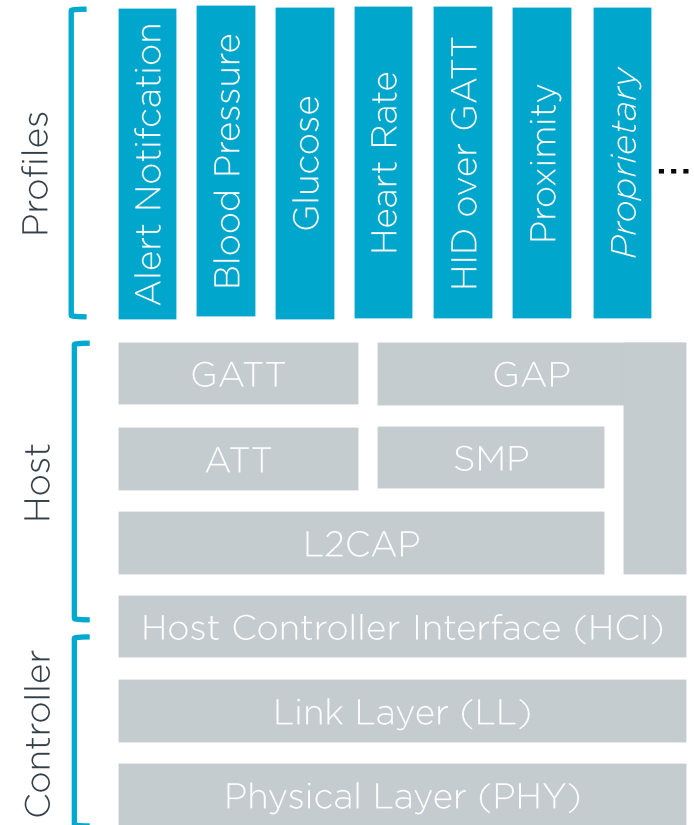 Profiles
Alert Notifcation
Blood Pressure
Glucose
Heart Rate
HID over GATT
Proximity
Proprietary
...
Host
GATT
GAP
ATT
SMP
L2CAP
Host Controller Interface (HCI)
Controller
Link Layer (LL)
Physical Layer (PHY)